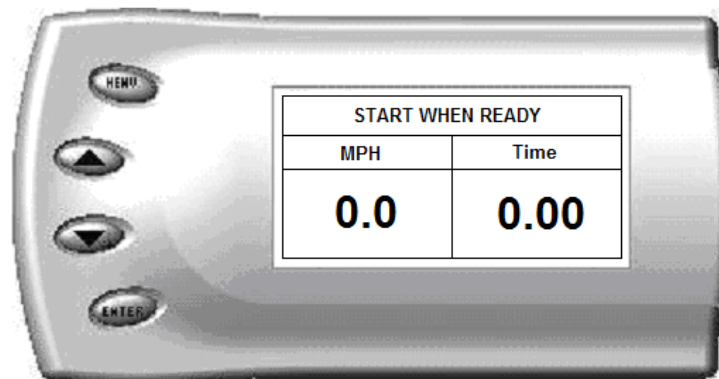 MENU
START WHEN READY
MPH Time
0.0 0.00
ENTER